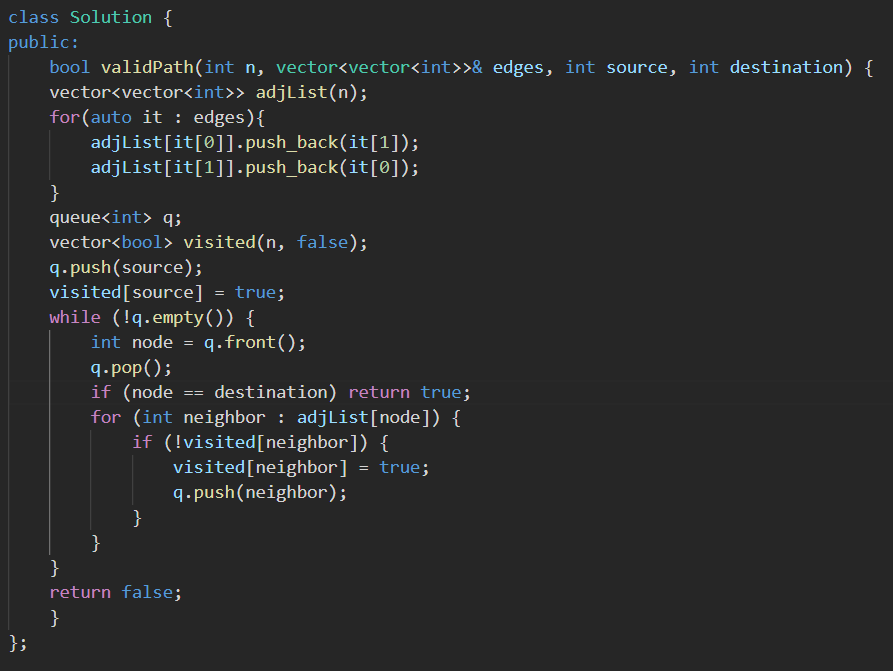 class Solution {
public:
    bool validPath(int n, vector<vector<int>>& edges, int source, int destination) {
    vector<vector<int>> adjList(n);
    for(auto it : edges){
        adjList[it[0]].push_back(it[1]);
        adjList[it[1]].push_back(it[0]);
    }
    queue<int> q;
    vector<bool> visited(n, false);
    q.push(source);
    visited[source] = true;
    while (!q.empty()) {
        int node = q.front();
        q.pop();
        if (node == destination) return true;
        for (int neighbor : adjList[node]) {
            if (!visited[neighbor]) {
                visited[neighbor] = true;
                q.push(neighbor);
            }
        }
    }
    return false;
    }
};